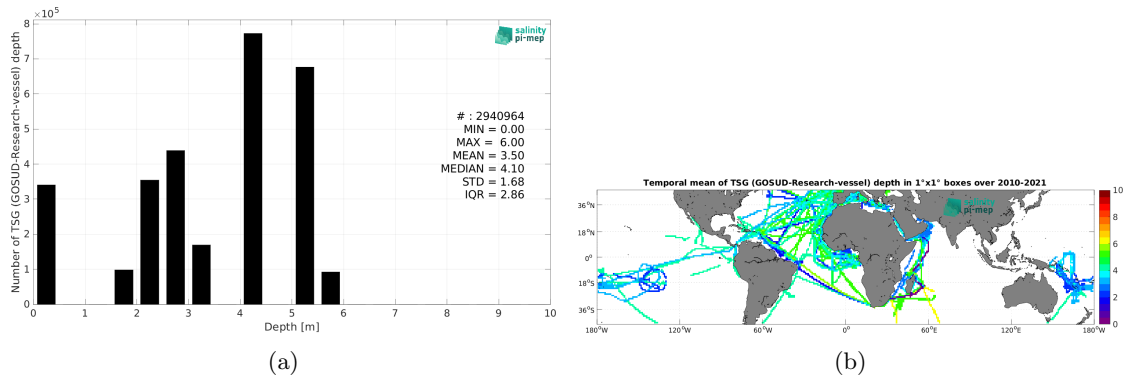 ×10⁵
8
7
6
5
4
3
2
1
0
Number of TSG (GOSUD-Research-vessel) depth
salinity
pi-mep
# : 2940964
MIN = 0.00
MAX = 6.00
MEAN = 3.50
MEDIAN = 4.10
STD = 1.68
IQR = 2.86
0 1 2 3 4 5 6 7 8 9 10
Depth [m]
(a)
Temporal mean of TSG (GOSUD-Research-vessel) depth in 1°x1° boxes over 2010-2021
salinity
pi-mep
36°N
18°N
0°
18°S
36°S
180°W 120°W 60°W 0° 60°E 120°E 180°W
10
8
6
4
2
0
(b)